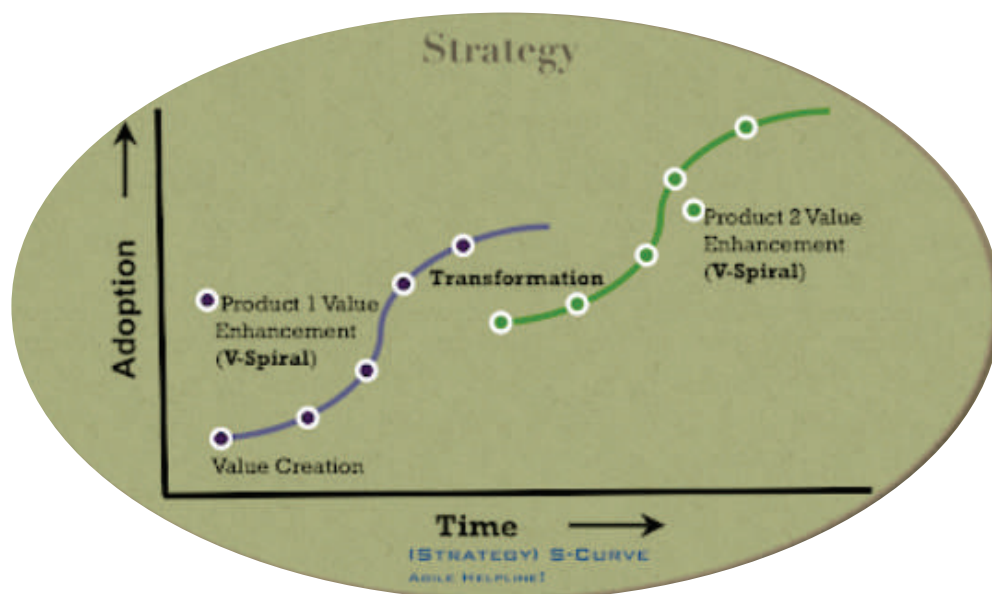 Strategy
Adoption
Product 1 Value
Enhancement
(V-Spiral)
Value Creation
Transformation
Product 2 Value
Enhancement
(V-Spiral)
Time
(Strategy) S-Curve
Agile Helpline!